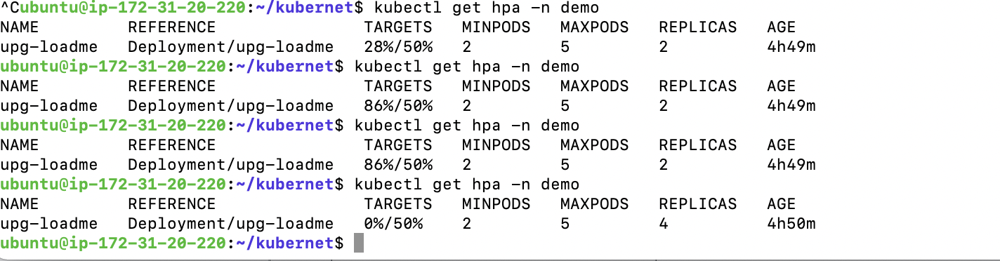 ^Cubuntu@ip-172-31-20-220:~/kubernet$ kubectl get hpa -n demo
NAME REFERENCE TARGETS MINPODS MAXPODS REPLICAS AGE
upg-loadme Deployment/upg-loadme 28%/50% 2 5 2 4h49m
ubuntu@ip-172-31-20-220:~/kubernet$ kubectl get hpa -n demo
NAME REFERENCE TARGETS MINPODS MAXPODS REPLICAS AGE
upg-loadme Deployment/upg-loadme 86%/50% 2 5 2 4h49m
ubuntu@ip-172-31-20-220:~/kubernet$ kubectl get hpa -n demo
NAME REFERENCE TARGETS MINPODS MAXPODS REPLICAS AGE
upg-loadme Deployment/upg-loadme 86%/50% 2 5 2 4h49m
ubuntu@ip-172-31-20-220:~/kubernet$ kubectl get hpa -n demo
NAME REFERENCE TARGETS MINPODS MAXPODS REPLICAS AGE
upg-loadme Deployment/upg-loadme 0%/50% 2 5 4 4h50m
ubuntu@ip-172-31-20-220:~/kubernet$